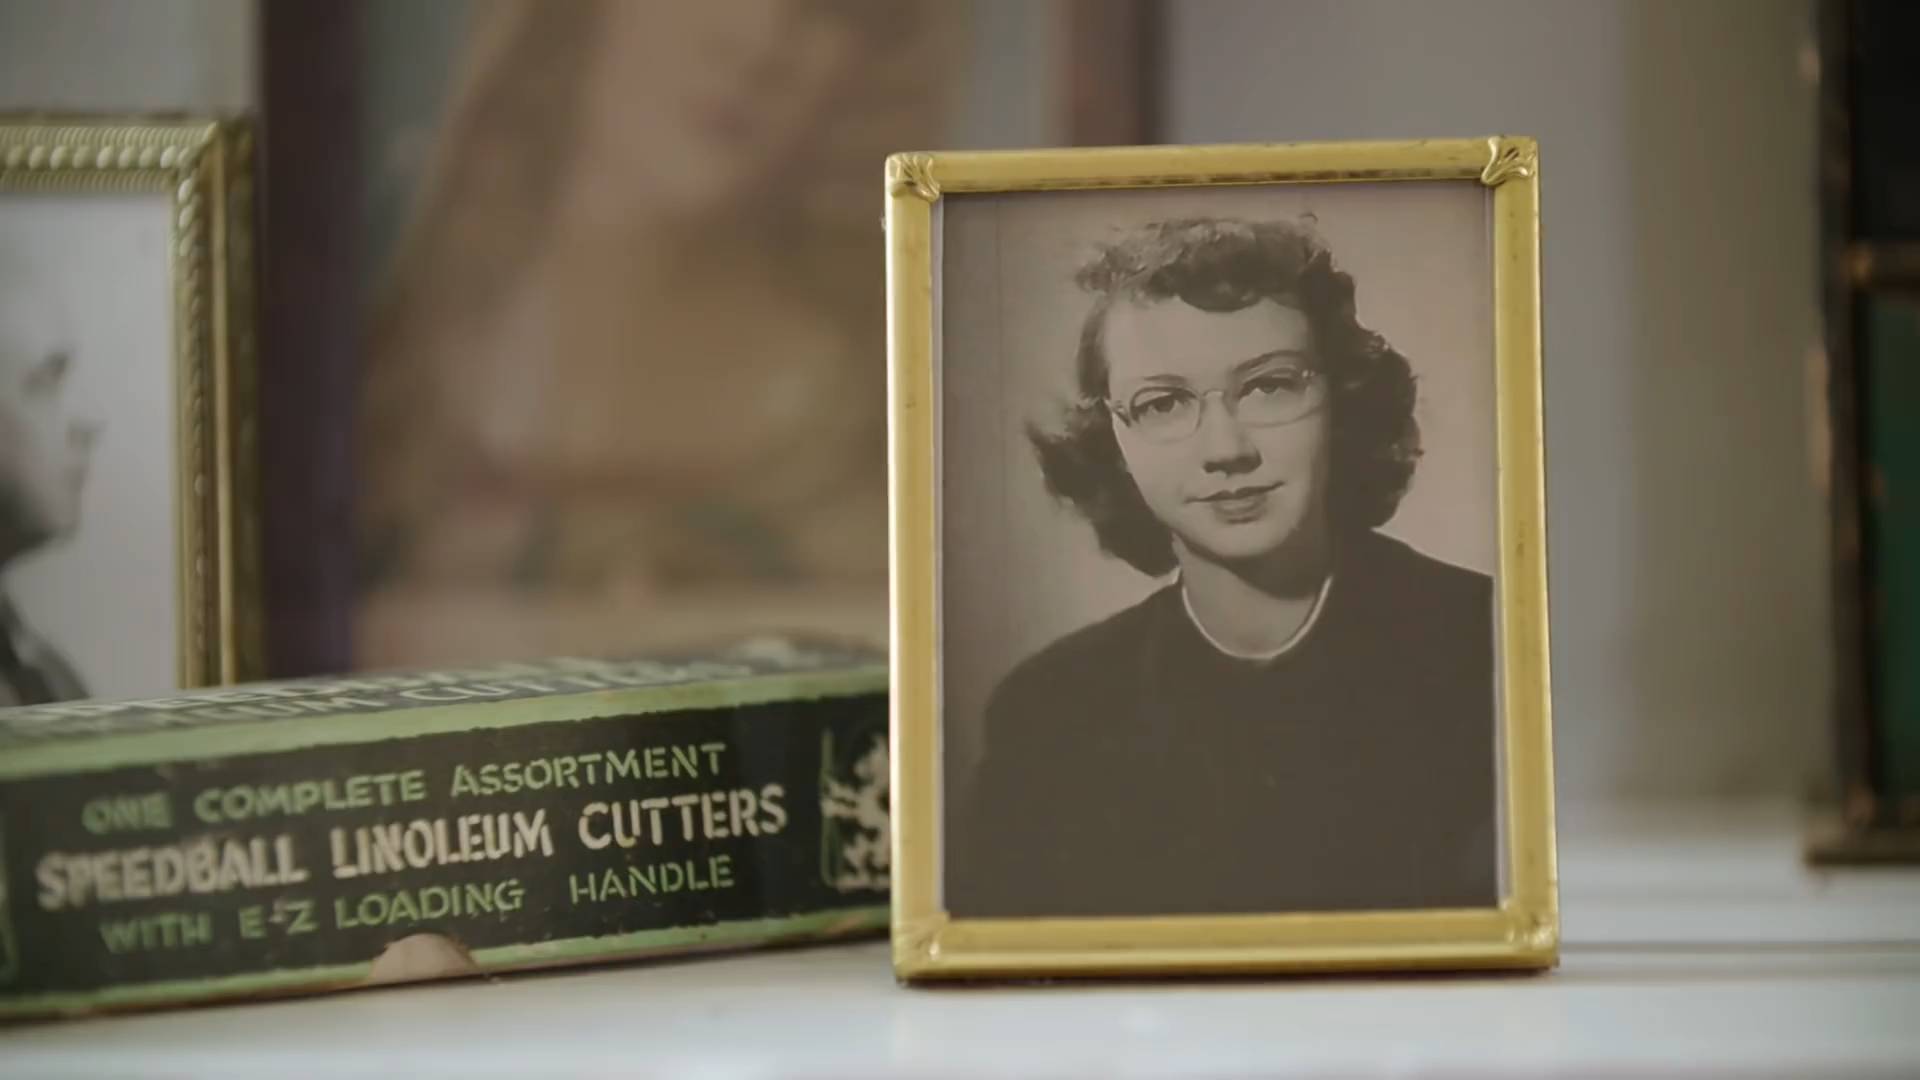 ONE COMPLETE ASSORTMENT
SPEEDBALL LINOLEUM CUTTERS
WITH E-Z LOADING HANDLE